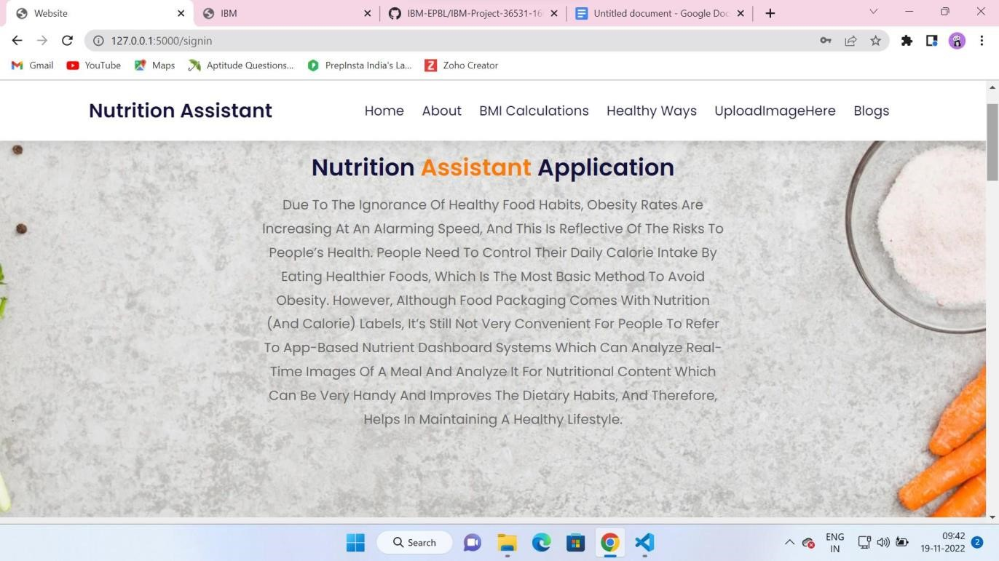 Website
IBM
IBM-EPBL/IBM-Project-36531-16
Untitled document - Google Doc
127.0.0.1:5000/signin
Gmail
YouTube
Maps
Aptitude Questions...
PrepInsta India's La...
Zoho Creator
Nutrition Assistant
Home
About
BMI Calculations
Healthy Ways
UploadImageHere
Blogs
Nutrition Assistant Application
Due To The Ignorance Of Healthy Food Habits, Obesity Rates Are
Increasing At An Alarming Speed, And This Is Reflective Of The Risks To
People’s Health. People Need To Control Their Daily Calorie Intake By
Eating Healthier Foods, Which Is The Most Basic Method To Avoid
Obesity. However, Although Food Packaging Comes With Nutrition
(And Calorie) Labels, It’s Still Not Very Convenient For People To Refer
To App-Based Nutrient Dashboard Systems Which Can Analyze Real-
Time Images Of A Meal And Analyze It For Nutritional Content Which
Can Be Very Handy And Improves The Dietary Habits, And Therefore,
Helps In Maintaining A Healthy Lifestyle.
Search
ENG
IN
09:42
19-11-2022
2